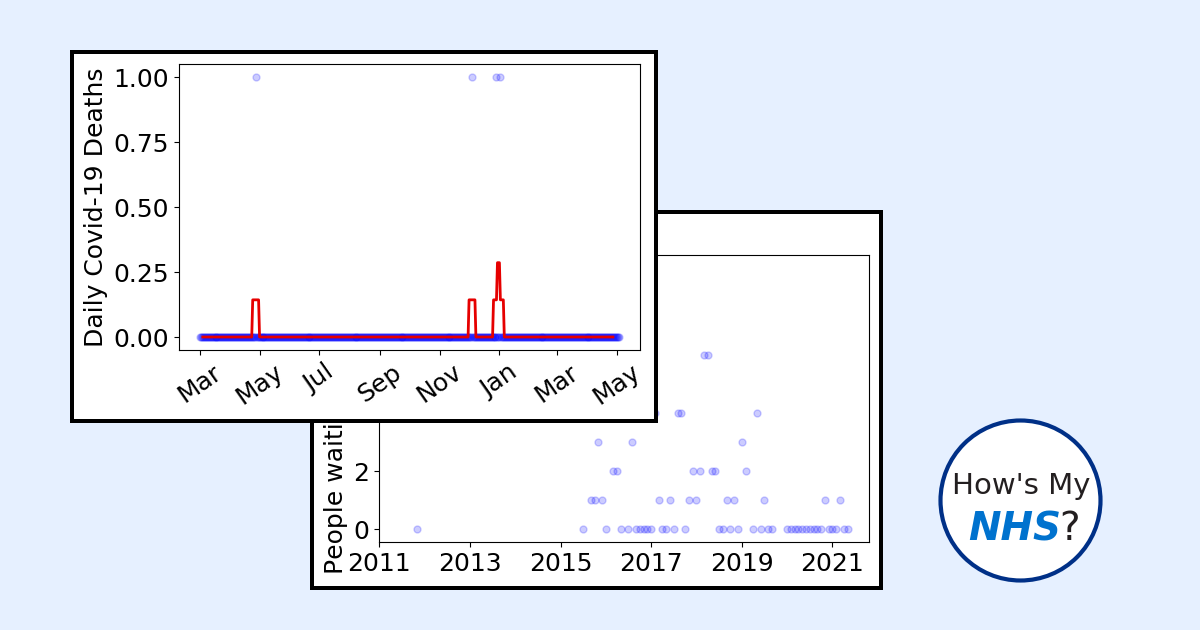 Daily Covid-19 Deaths
1.00
0.75
0.50
0.25
0.00
Mar May Jul Sep Nov Jan Mar May
People waiti
2
0
2011 2013 2015 2017 2019 2021
How's My
NHS?